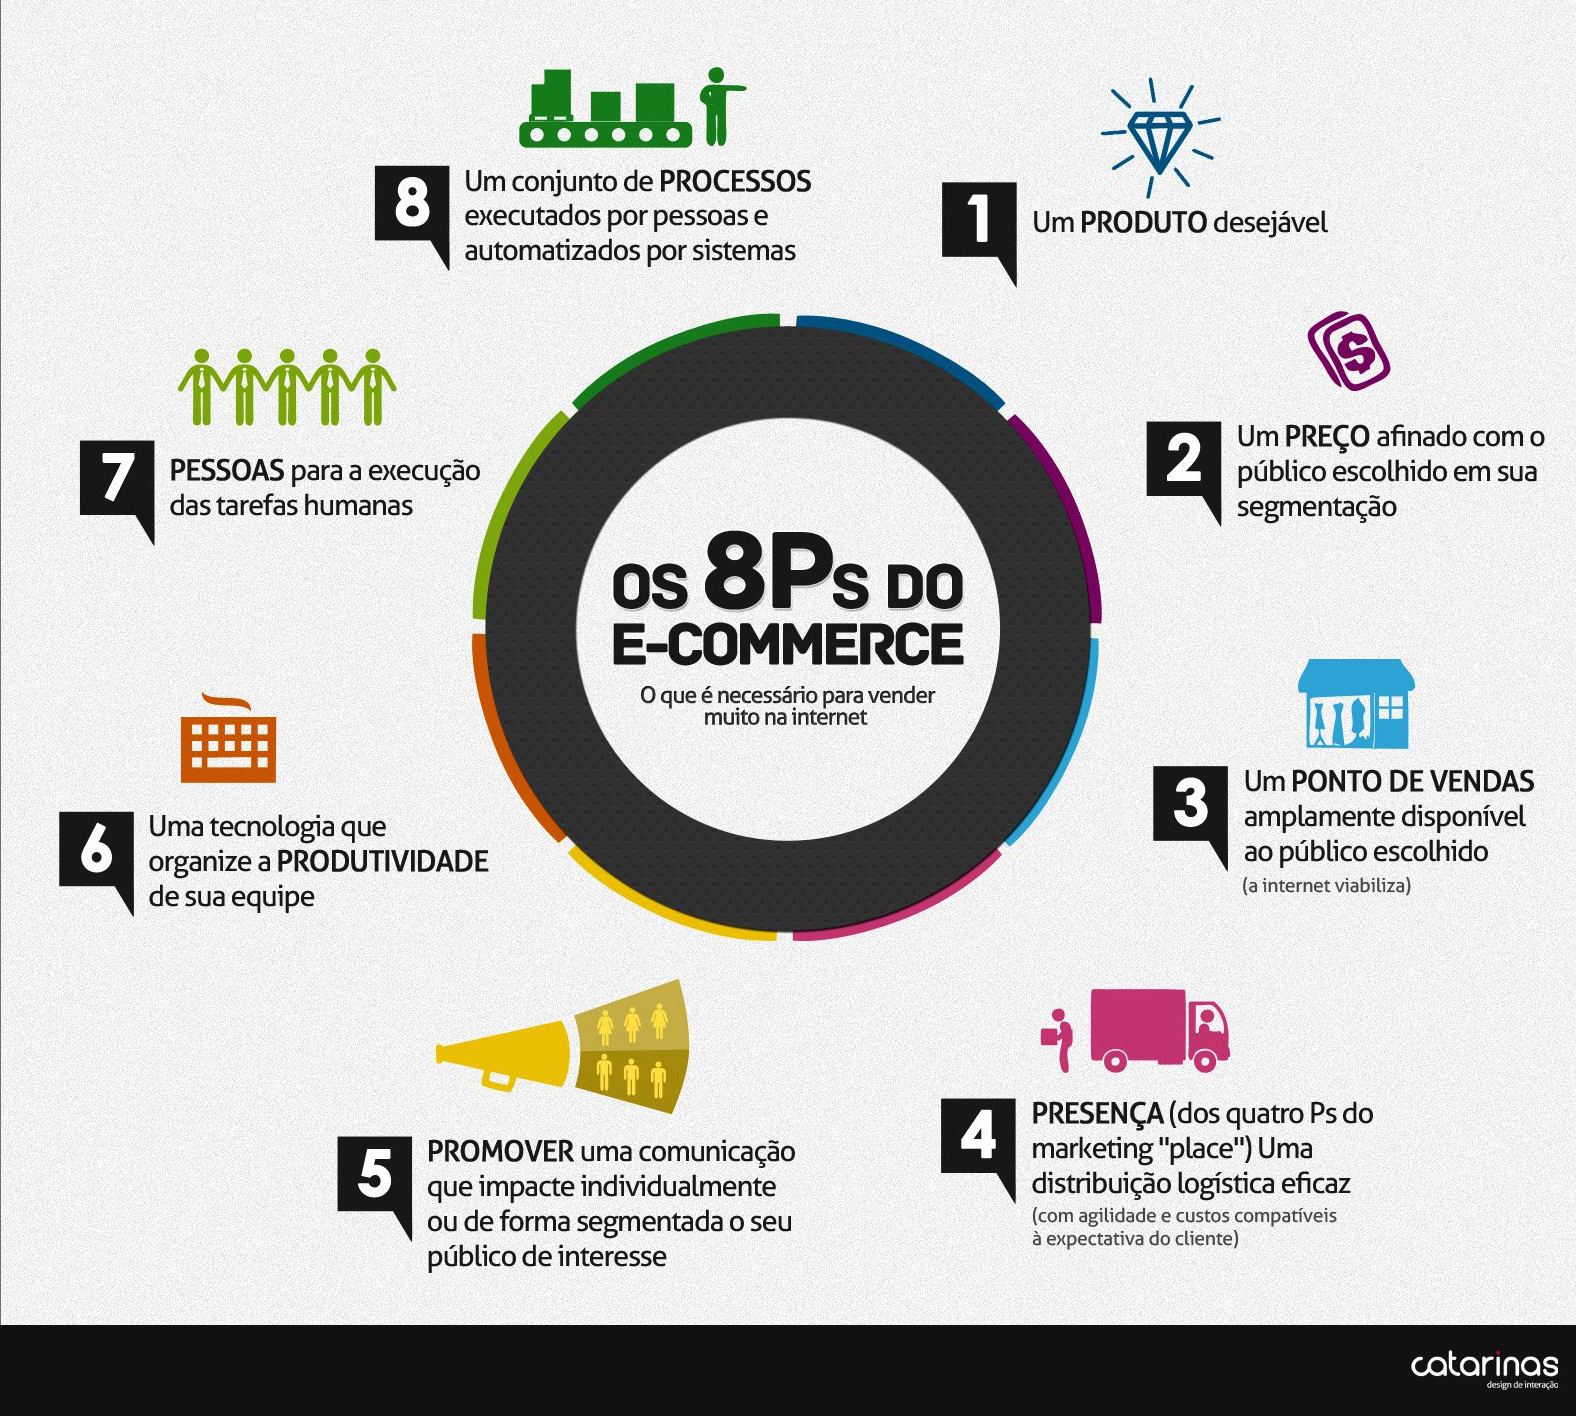 OS 8Ps DO
E-COMMERCE
O que é necessário para vender
muito na internet
1
Um PRODUTO desejável
2
Um PREÇO afinado com o
público escolhido em sua
segmentação
3
Um PONTO DE VENDAS
amplamente disponível
ao público escolhido
(a internet viabiliza)
4
PRESENÇA (dos quatro Ps do
marketing "place") Uma
distribuição logística eficaz
(com agilidade e custos compatíveis
à expectativa do cliente)
5
PROMOVER uma comunicação
que impacte individualmente
ou de forma segmentada o seu
público de interesse
6
Uma tecnologia que
organize a PRODUTIVIDADE
de sua equipe
7
PESSOAS para a execução
das tarefas humanas
8
Um conjunto de PROCESSOS
executados por pessoas e
automatizados por sistemas
$
catarinas
design de interação